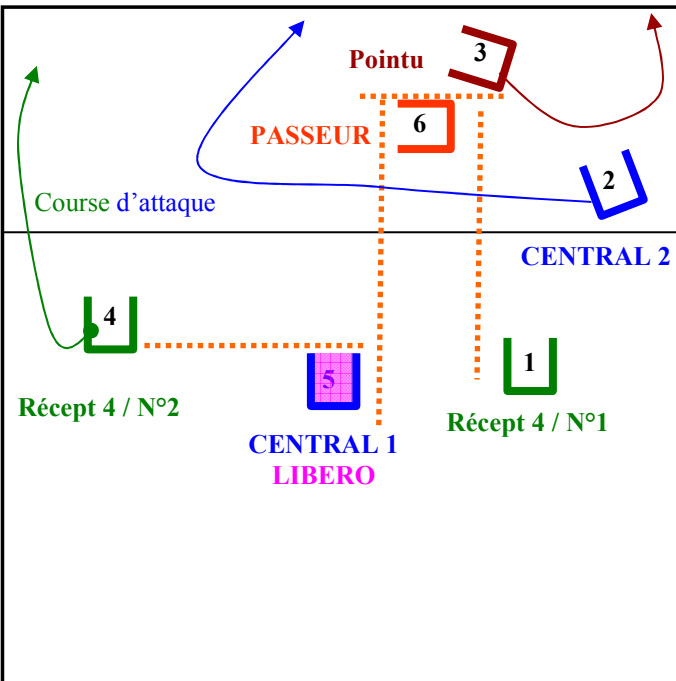 3
Pointu
6
PASSEUR
2
Course d'attaque
CENTRAL 2
4
5
1
Récept 4 / N°2
Récept 4 / N°1
CENTRAL 1
LIBERO